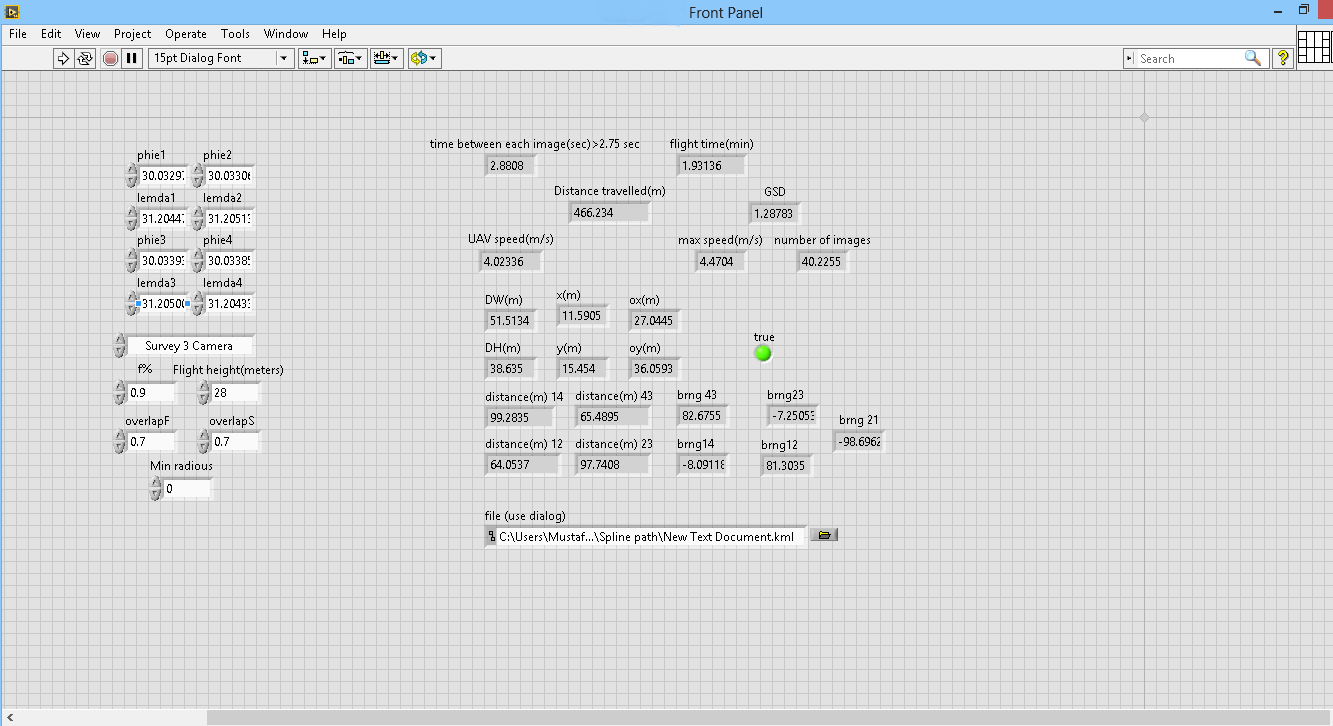 Front Panel
File Edit View Project Operate Tools Window Help
15pt Dialog Font
Search
?
time between each image(sec)>2.75 sec
flight time(min)
2.8808
1.93136
phie1 phie2
30.03297 30.0330
lemda1 lemda2
31.2044 31.2051
phie3 phie4
30.0339 30.0338
lemda3 lemda4
31.2050 31.2043
Survey 3 Camera
f% Flight height(meters)
0.9 28
overlapF overlapS
0.7 0.7
Min radious
0
Distance travelled(m)
466.234
GSD
1.28783
UAV speed(m/s)
4.02336
max speed(m/s)
4.4704
number of images
40.2255
DW(m) x(m) ox(m)
51.5134 11.5905 27.0445
DH(m) y(m) oy(m)
38.635 15.454 36.0593
true
distance(m) 14 distance(m) 43 brng 43 brng23
99.2835 65.4895 82.6755 -7.2505
brng 21
-98.6962
distance(m) 12 distance(m) 23 brng14 brng12
64.0537 97.7408 -8.0911 81.3035
file (use dialog)
C:\Users\Mustaf...\Spline path\New Text Document.kml